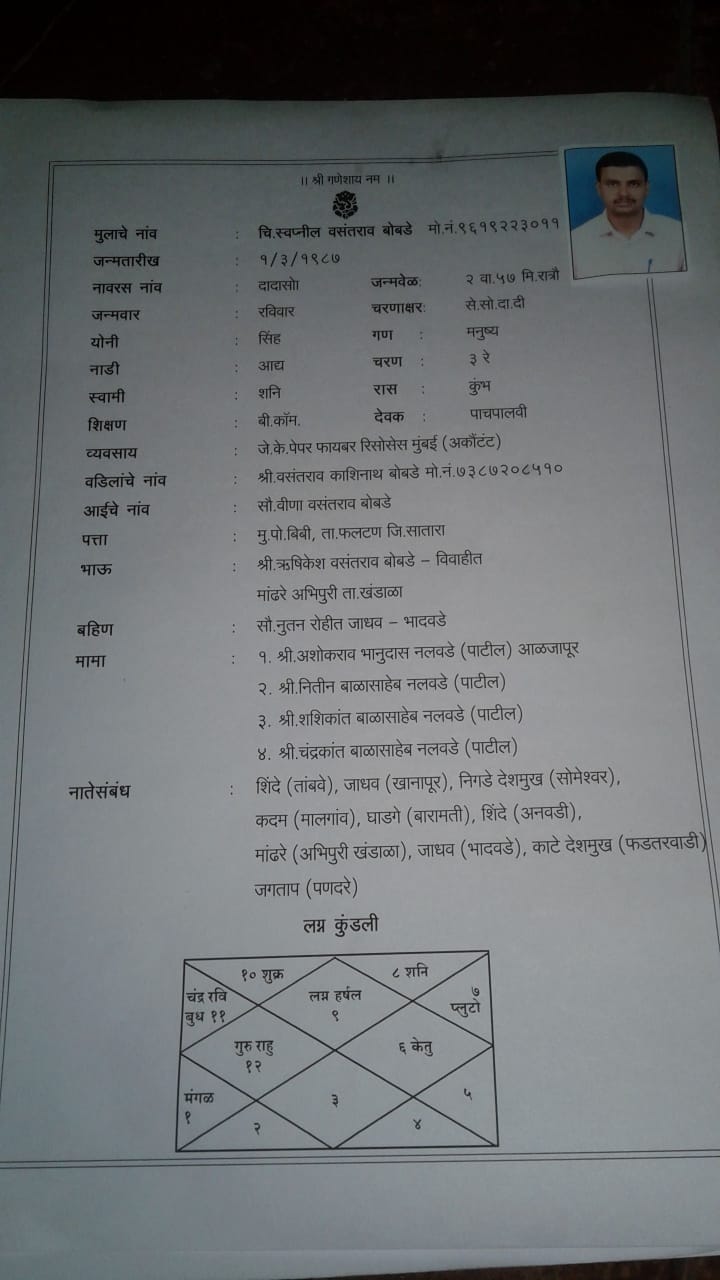 ।। श्री गणेशाय नम ।।
मुलाचे नांव : चि.स्वप्नील वसंतराव बोबडे मो.नं.९६१९२२३०११
जन्मतारीख : १/३/१९८७
नावरस नांव : दादासो जन्मवेळः २ वा.५७ मि.रात्रौ
जन्मवार : रविवार चरणाक्षरः से.सो.दा.दी
योनी : सिंह गण : मनुष्य
नाडी : आद्य चरण : ३ रे
स्वामी : शनि रास : कुंभ
शिक्षण : बी.कॉम. देवक : पाचपालवी
व्यवसाय : जे.के.पेपर फायबर रिसोसेस मुंबई (अकौंटंट)
वडिलांचे नांव : श्री.वसंतराव काशिनाथ बोबडे मो.नं.७३८७२०८५१०
आईचे नांव : सौ.वीणा वसंतराव बोबडे
पत्ता : मु.पो.बिबी, ता.फलटण जि.सातारा
भाऊ : श्री.ऋषिकेश वसंतराव बोबडे – विवाहीत
मांढरे अभिपुरी ता.खंडाळा
बहिण : सौ.नुतन रोहीत जाधव – भादवडे
मामा : १. श्री.अशोकराव भानुदास नलवडे (पाटील) आळजापूर
२. श्री.नितीन बाळासाहेब नलवडे (पाटील)
३. श्री.शशिकांत बाळासाहेब नलवडे (पाटील)
४. श्री.चंद्रकांत बाळासाहेब नलवडे (पाटील)
नातेसंबंध : शिंदे (तांबवे), जाधव (खानापूर), निगडे देशमुख (सोमेश्वर),
कदम (मालगांव), घाडगे (बारामती), शिंदे (अनवडी),
मांढरे (अभिपुरी खंडाळा), जाधव (भादवडे), काटे देशमुख (फडतरवाडी)
जगताप (पणदरे)
लग्न कुंडली
१० शुक्र ८ शनि
चंद्र रवि लग्न हर्षल ७
बुध ११ ९ प्लुटो
गुरु राहु ६ केतु
१२
मंगळ ३ ५
१ २ ४